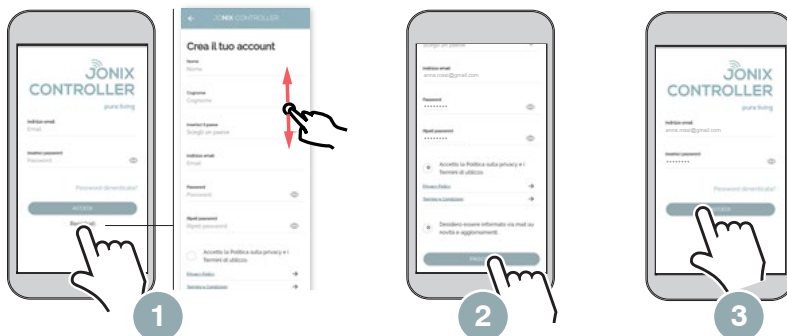 JONIX
CONTROLLER
pure living
Indirizzo email
Email
Inserisci password
Password
Password dimenticata?
ACCEDI
1
JONIX CONTROLLER
Crea il tuo account
Nome
Nome
Cognome
Cognome
Inserisci il paese
Scegli un paese
Indirizzo email
Email
Password
Password
Ripeti password
Ripeti password
Accetto la Politica sulla privacy e i
Termini di utilizzo.
Privacy Policy
Termini e Condizioni
Scegli un paese
Indirizzo email
anna.rossi@gmail.com
Password
••••••••
Ripeti password
••••••••
Accetto la Politica sulla privacy e i
Termini di utilizzo.
Privacy Policy
Termini e Condizioni
Desidero essere informato via mail su
novità e aggiornamenti.
2
JONIX
CONTROLLER
pure living
Indirizzo email
anna.rossi@gmail.com
Inserisci password
••••••••
Password dimenticata?
ACCEDI
3